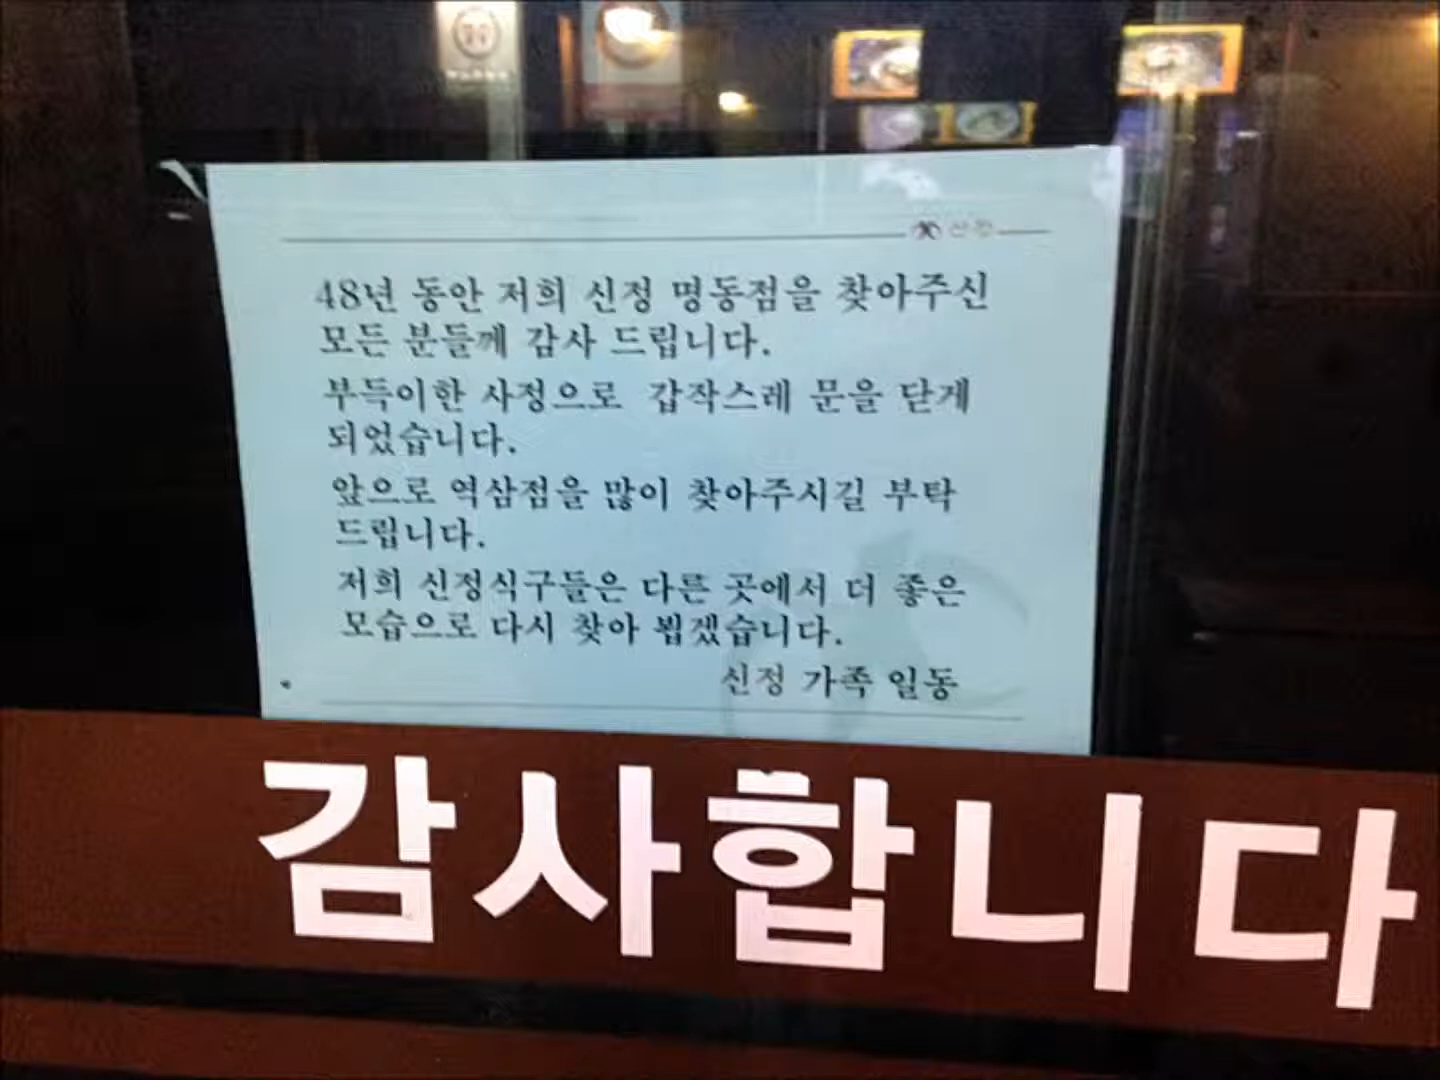 신정
48년 동안 저희 신정 명동점을 찾아주신
모든 분들께 감사 드립니다.
부득이한 사정으로 갑작스레 문을 닫게
되었습니다.
앞으로 역삼점을 많이 찾아주시길 부탁
드립니다.
저희 신정식구들은 다른 곳에서 더 좋은
모습으로 다시 찾아 뵙겠습니다.
신정 가족 일동
감사합니다